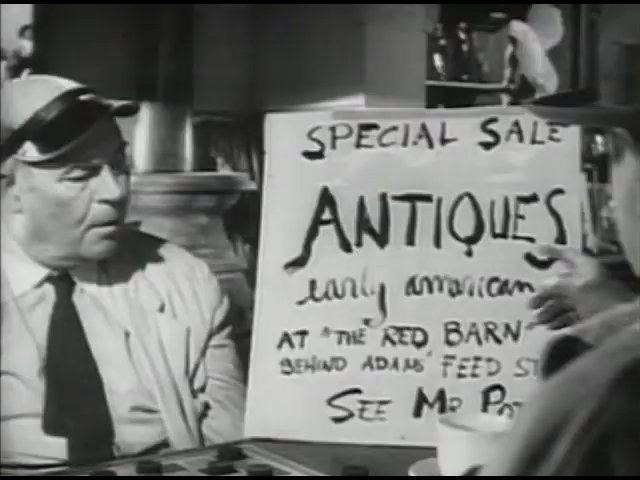 SPECIAL SALE
ANTIQUES
early american
AT "THE RED BARN"
BEHIND ADAMS' FEED
SEE MR